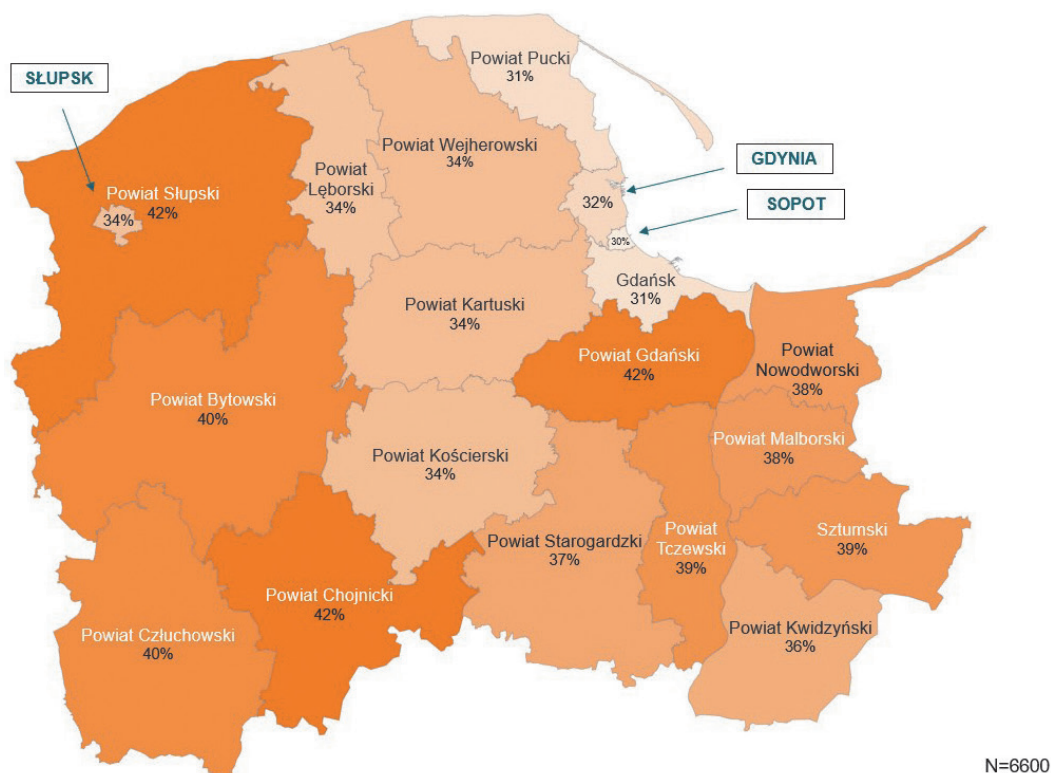 Powiat Pucki
31%
SŁUPSK
Powiat Wejherowski
34%
GDYNIA
Powiat
Lęborski
34%
Powiat Słupski
42%
34%
32%
SOPOT
30%
Gdańsk
31%
Powiat Kartuski
34%
Powiat Gdański
42%
Powiat
Nowodworski
38%
Powiat Bytowski
40%
Powiat Malborski
38%
Powiat Kościerski
34%
Powiat Starogardzki
37%
Powiat
Tczewski
39%
Sztumski
39%
Powiat Chojnicki
42%
Powiat Człuchowski
40%
Powiat Kwidzyński
36%
N=6600